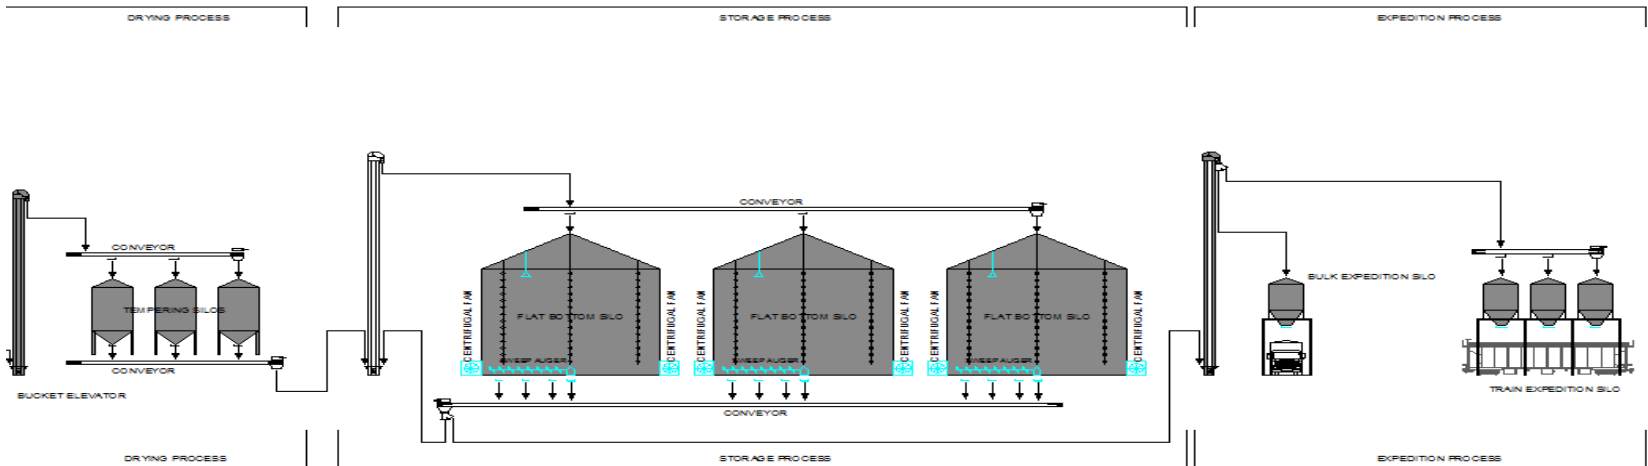 DRYING PROCESS
STORAGE PROCESS
EXPEDITION PROCESS
CONVEYOR
CONVEYOR
BULK EXPEDITION SILO
TEMPERING SILOS
CENTRIFUGAL FAN
FLAT BOTTOM SILO
CENTRIFUGAL FAN
CENTRIFUGAL FAN
FLAT BOTTOM SILO
CENTRIFUGAL FAN
CENTRIFUGAL FAN
FLAT BOTTOM SILO
CENTRIFUGAL FAN
SWEEP AUGER
SWEEP AUGER
SWEEP AUGER
CONVEYOR
BUCKET ELEVATOR
TRAIN EXPEDITION SILO
CONVEYOR
DRYING PROCESS
STORAGE PROCESS
EXPEDITION PROCESS